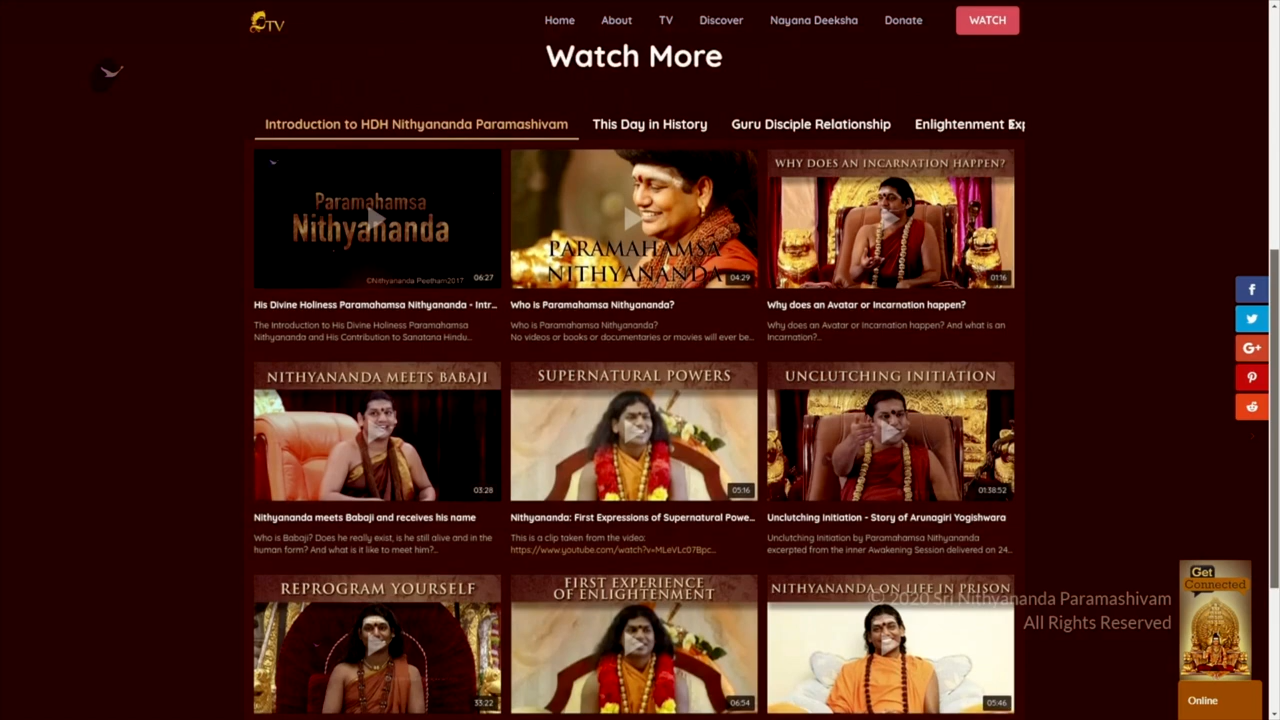 TV
Home About TV Discover Nayana Deeksha Donate WATCH
Watch More
Introduction to HDH Nithyananda Paramashivam This Day in History Guru Disciple Relationship Enlightenment Exp
Paramahamsa
Nithyananda
©Nithyananda Peetham2017 06:27
PARAMAHAMSA
NITHYANANDA 04:29
WHY DOES AN INCARNATION HAPPEN?
01:16
His Divine Holiness Paramahamsa Nithyananda - Intr...
The Introduction to His Divine Holiness Paramahamsa
Nithyananda and His Contribution to Sanatana Hindu...
Who is Paramahamsa Nithyananda?
Who is Paramahamsa Nithyananda?
No videos or books or documentaries or movies will ever be...
Why does an Avatar or Incarnation happen?
Why does an Avatar or Incarnation happen? And what is an
Incarnation?...
NITHYANANDA MEETS BABAJI
03:28
SUPERNATURAL POWERS
05:16
UNCLUTCHING INITIATION
01:38:52
Nithyananda meets Babaji and receives his name
Who is Babaji? Does he really exist, is he still alive and in the
human form? And what is it like to meet him?...
Nithyananda: First Expressions of Supernatural Powe...
This is a clip taken from the video:
https://www.youtube.com/watch?v=MLeVLc07Bpc...
Unclutching Initiation - Story of Arunagiri Yogishwara
Unclutching Initiation by Paramahamsa Nithyananda
excerpted from the inner Awakening Session delivered on 24...
REPROGRAM YOURSELF
33:22
FIRST EXPERIENCE
OF ENLIGHTENMENT
06:54
NITHYANANDA ON LIFE IN PRISON
05:46
© 2020 Sri Nithyananda Paramashivam
All Rights Reserved
Get
Connected
Online